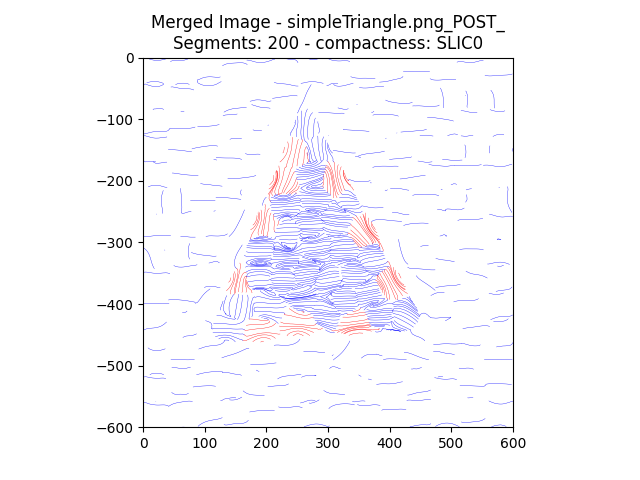 Merged Image - simpleTriangle.png_POST_
Segments: 200 - compactness: SLIC0
0
−100
−200
−300
−400
−500
−600
0 100 200 300 400 500 600